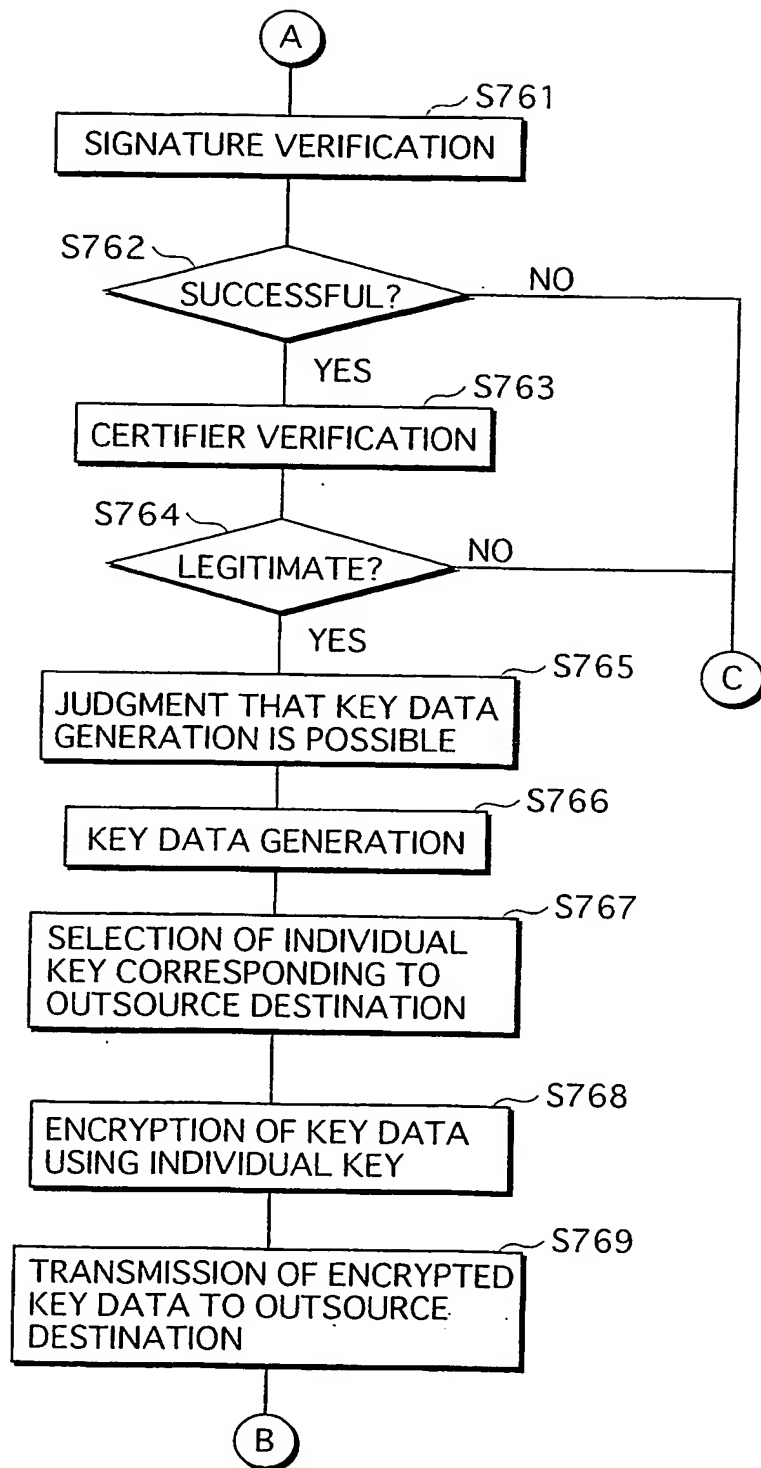 A
S761
SIGNATURE VERIFICATION
S762
SUCCESSFUL?
NO
YES
S763
CERTIFIER VERIFICATION
S764
LEGITIMATE?
NO
YES
C
S765
JUDGMENT THAT KEY DATA
GENERATION IS POSSIBLE
S766
KEY DATA GENERATION
S767
SELECTION OF INDIVIDUAL
KEY CORRESPONDING TO
OUTSOURCE DESTINATION
S768
ENCRYPTION OF KEY DATA
USING INDIVIDUAL KEY
S769
TRANSMISSION OF ENCRYPTED
KEY DATA TO OUTSOURCE
DESTINATION
B